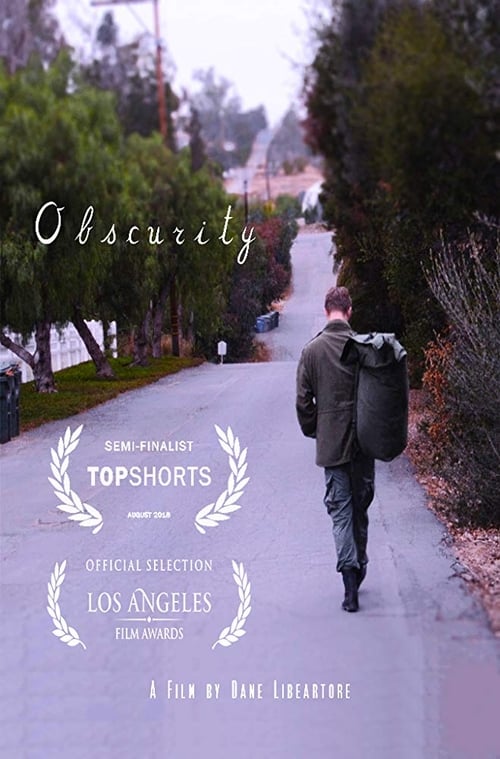 Obscurity
SEMI-FINALIST
TOPSHORTS
AUGUST 2018
OFFICIAL SELECTION
LOS ANGELES
FILM AWARDS
A FILM BY DANE LIBEARTORE